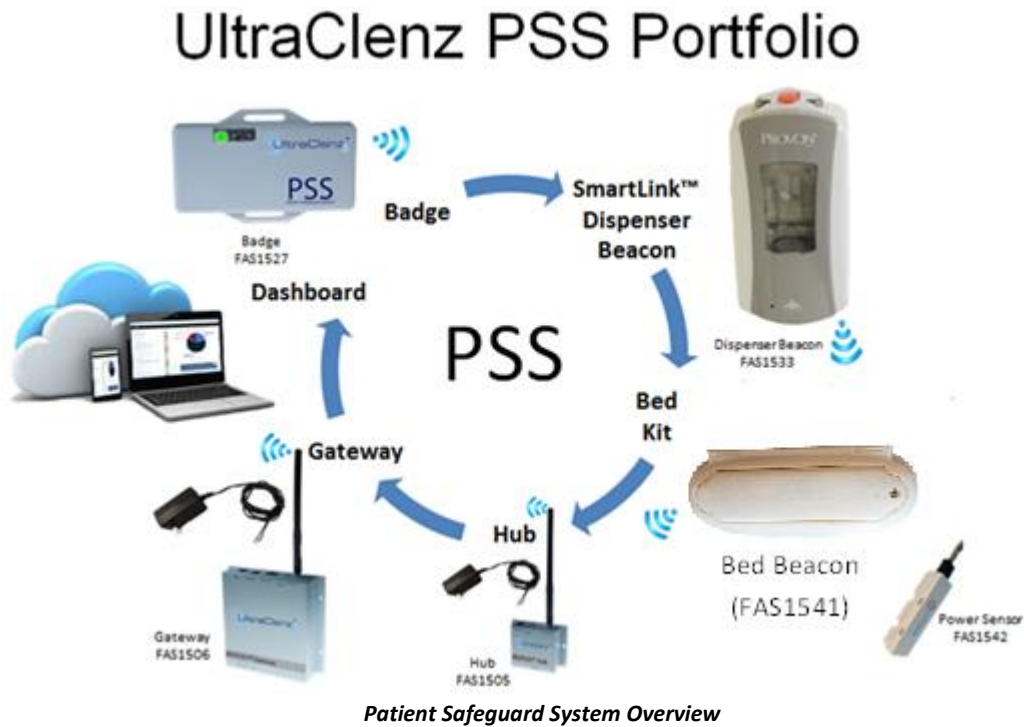 UltraClenz PSS Portfolio
UltraClenz
PSS
Badge
FAS1527
Badge
SmartLink™
Dispenser
Beacon
PROVON
Dispenser Beacon
FAS1533
Dashboard
PSS
Bed
Kit
Gateway
Hub
Bed Beacon
(FAS1541)
Power Sensor
FAS1542
UltraClenz
Gateway
FAS1506
Hub
FAS1505
Patient Safeguard System Overview